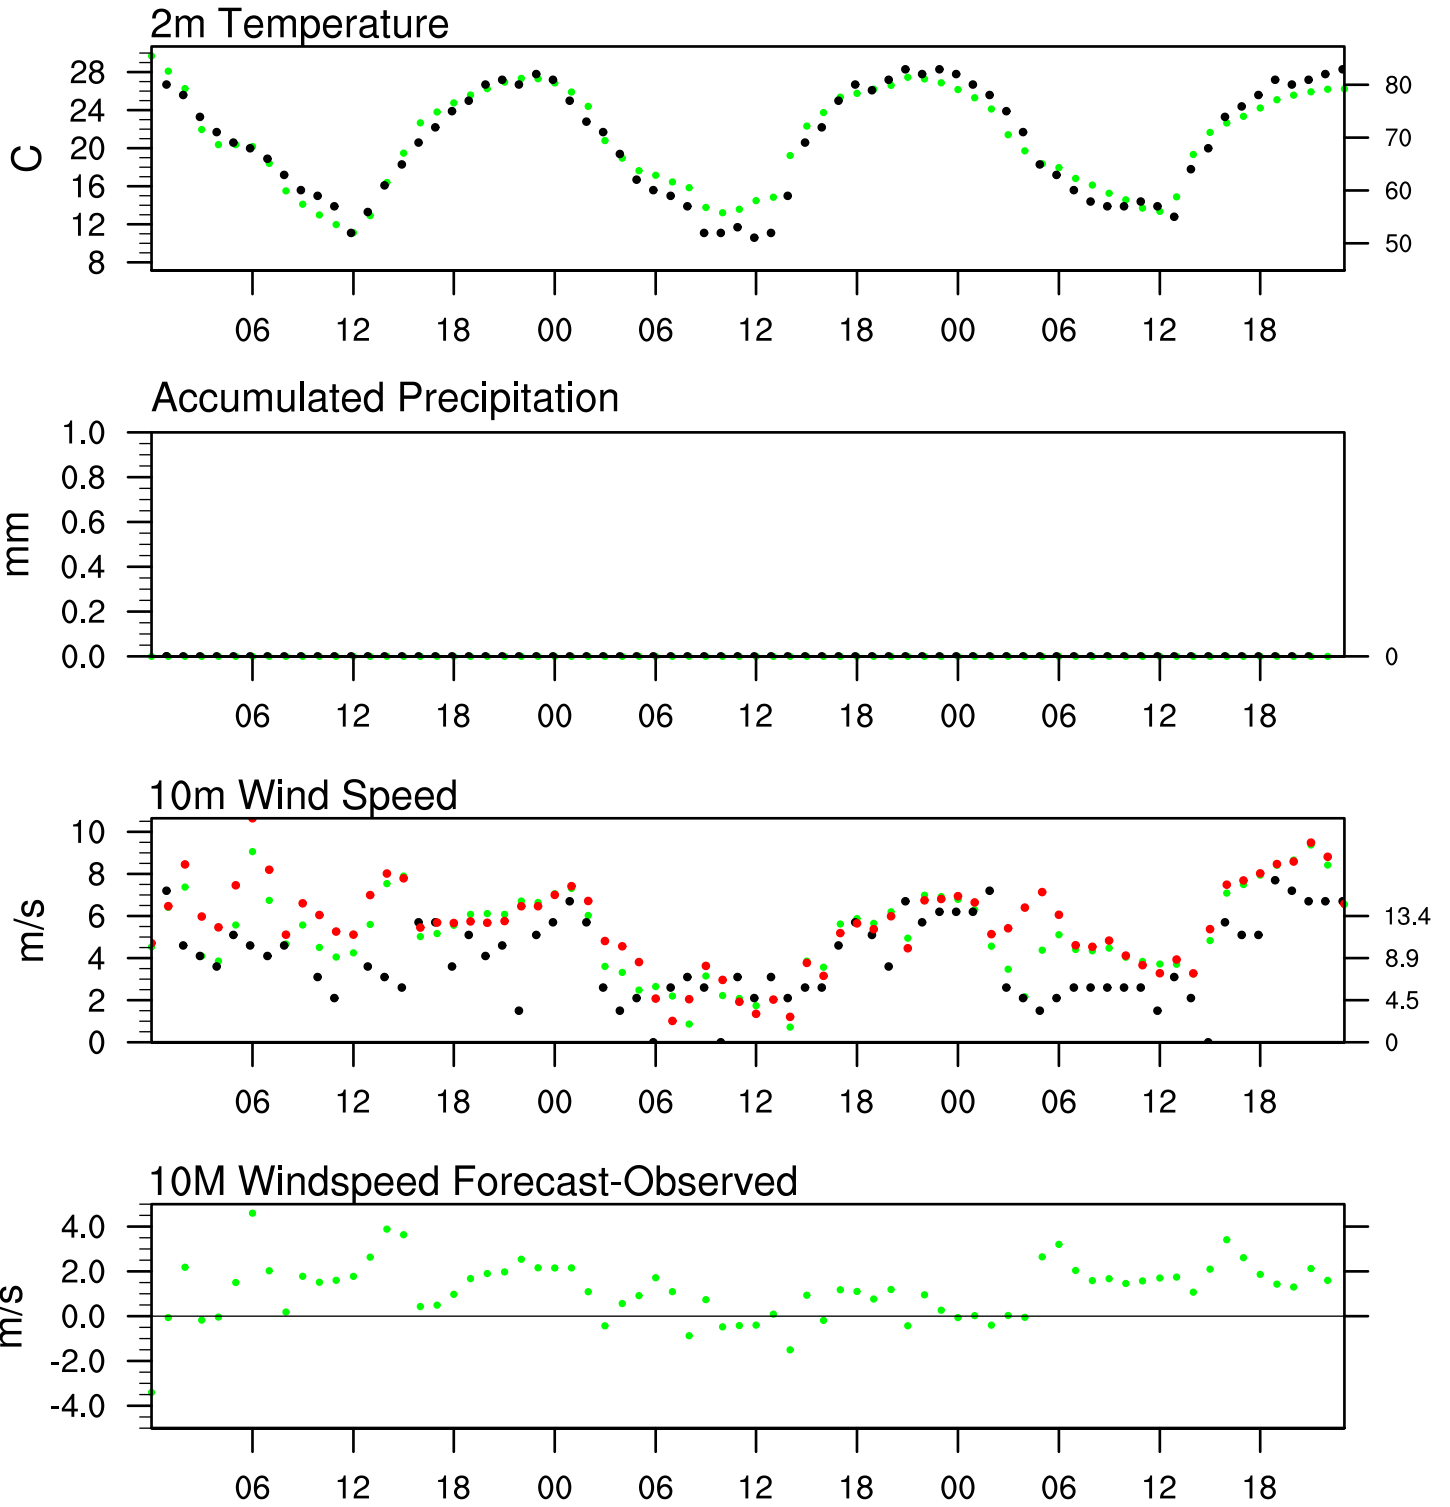 2m Temperature
28
24
20
16
12
8
C
80
70
60
50
06 12 18 00 06 12 18 00 06 12 18
Accumulated Precipitation
1.0
0.8
0.6
0.4
0.2
0.0
mm
0
06 12 18 00 06 12 18 00 06 12 18
10m Wind Speed
10
8
6
4
2
0
m/s
13.4
8.9
4.5
0
06 12 18 00 06 12 18 00 06 12 18
10M Windspeed Forecast-Observed
4.0
2.0
0.0
-2.0
-4.0
m/s
06 12 18 00 06 12 18 00 06 12 18